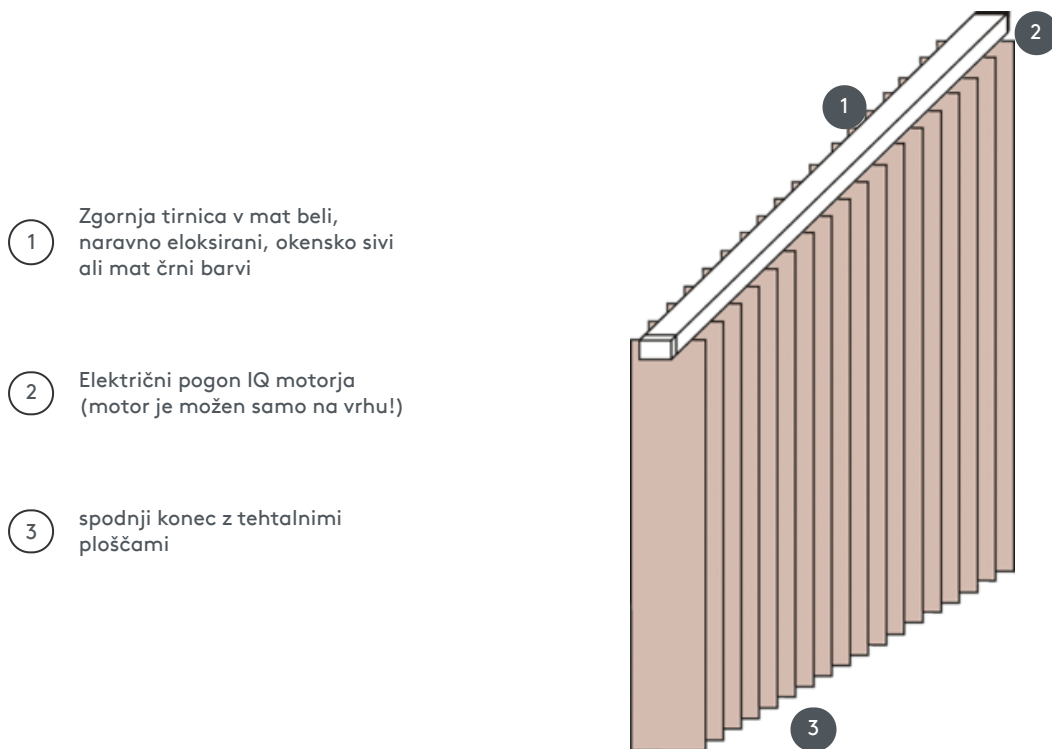 1
Zgornja tirnica v mat beli,
naravno eloksirani, okensko sivi
ali mat črni barvi
2
Električni pogon IQ motorja
(motor je možen samo na vrhu!)
3
spodnji konec z tehtalnimi
ploščami
1
2
3